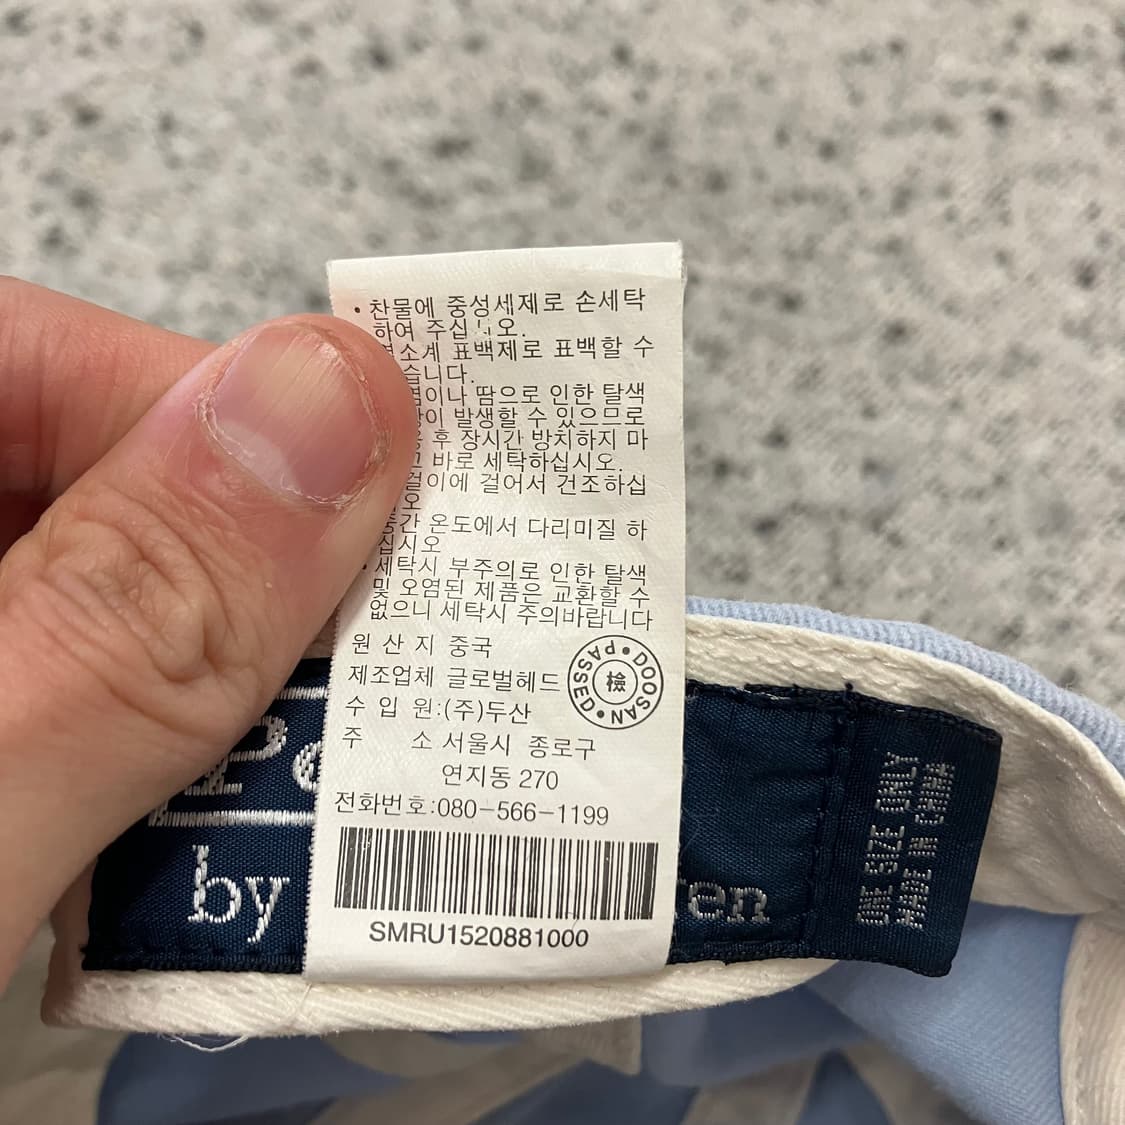 • 찬물에 중성세제로 손세탁
하여 주십시오.
표백제로 표백할 수
습니다.
땀으로 인한 탈색
발생할 수 있으므로
후 장시간 방치하지 마
바로 세탁하십시오.
걸어서 건조하십
오
온도에서 다리미질 하
십시오
• 세탁시 부주의로 인한 탈색
및 오염된 제품은 교환할 수
없으니 세탁시 주의바랍니다
원 산 지 중국
제조업체 글로벌헤드
수 입 원:(주)두산
주 소 서울시 종로구
연지동 270
전화번호:080-566-1199
SMRU1520881000
DOOSAN • PASSED •
檢
by
ONE SIZE ONLY
MADE IN CHINA